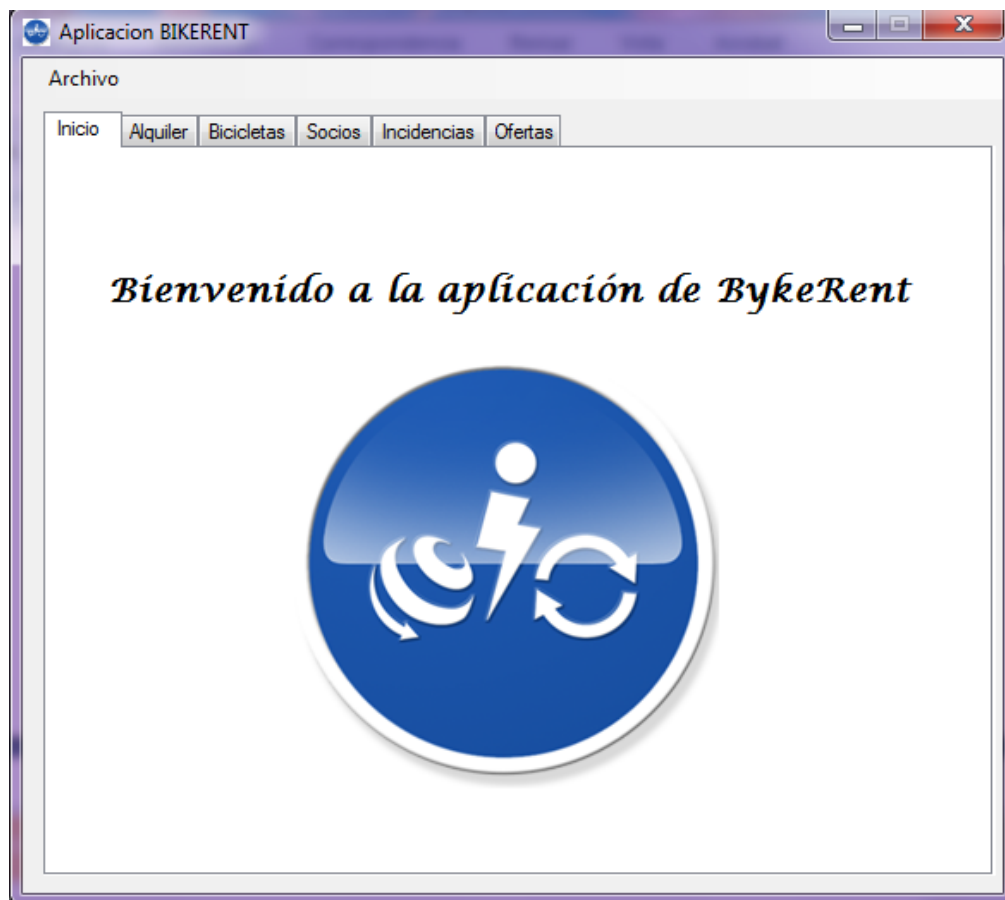 Aplicacion BIKERENT
Archivo
Inicio Alquiler Bicicletas Socios Incidencias Ofertas
Bienvenido a la aplicación de BykeRent